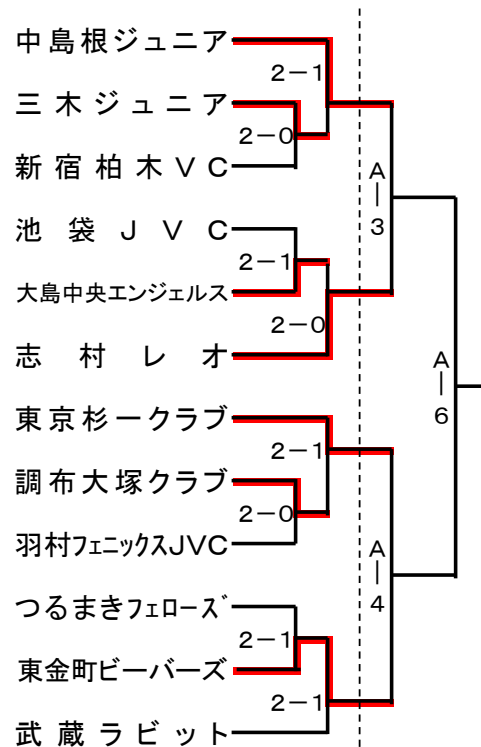 中島根ジュニア
2－1
三木ジュニア
2－0
新宿柏木ＶＣ
A｜3
池袋ＪＶＣ
2－1
大島中央エンジェルス
2－0
志村レオ
A｜6
東京杉一クラブ
2－1
調布大塚クラブ
2－0
羽村フェニックスJVC
A｜4
つるまきフェローズ
2－1
東金町ビーバーズ
2－1
武蔵ラビット